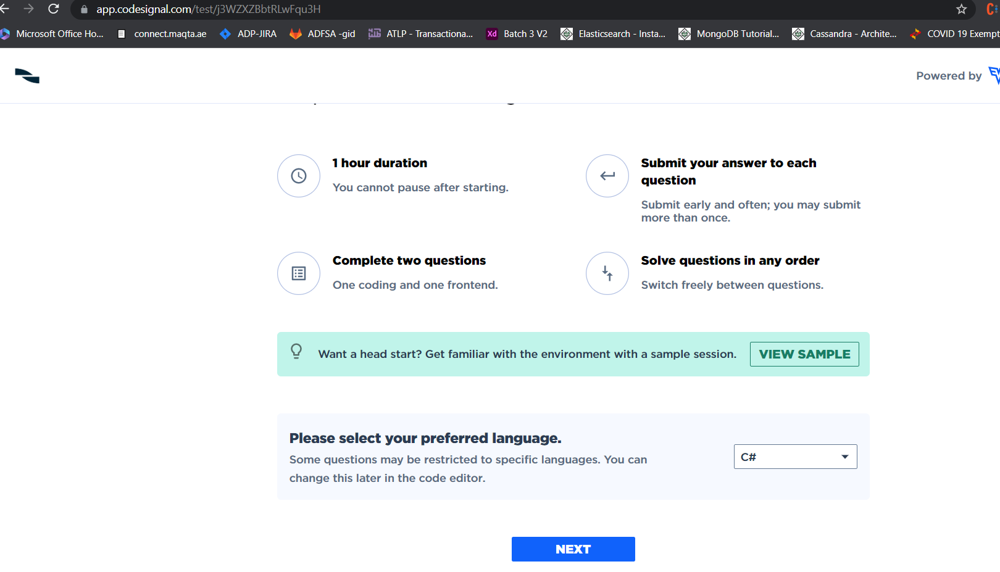 app.codesignal.com/test/j3WZXZBbtRLwFqu3H
Microsoft Office Ho...
connect.maqta.ae
ADP-JIRA
ADFSA -gid
ATLP - Transactiona...
Xd
Batch 3 V2
Elasticsearch - Insta...
MongoDB Tutorial...
Cassandra - Archite...
COVID 19 Exempt
Powered by
1 hour duration
You cannot pause after starting.
Submit your answer to each
question
Submit early and often; you may submit
more than once.
Complete two questions
One coding and one frontend.
Solve questions in any order
Switch freely between questions.
Want a head start? Get familiar with the environment with a sample session.
VIEW SAMPLE
Please select your preferred language.
Some questions may be restricted to specific languages. You can
change this later in the code editor.
C#
NEXT